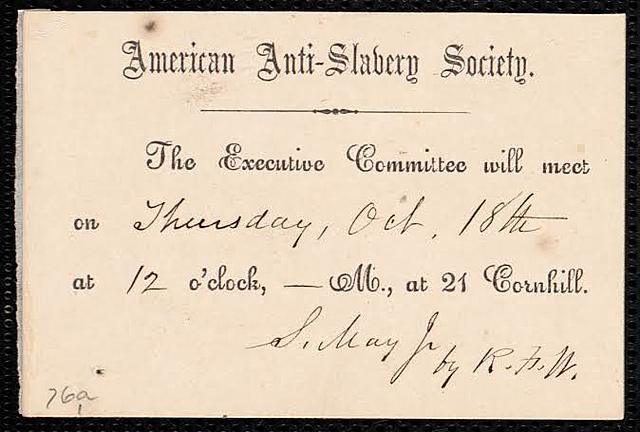 American Anti-Slavery Society.
The Executive Committee will meet
on Thursday, Oct. 18th
at 12 o'clock, — M., at 21 Cornhill.
S. May Jr
by R. F. W.
76a